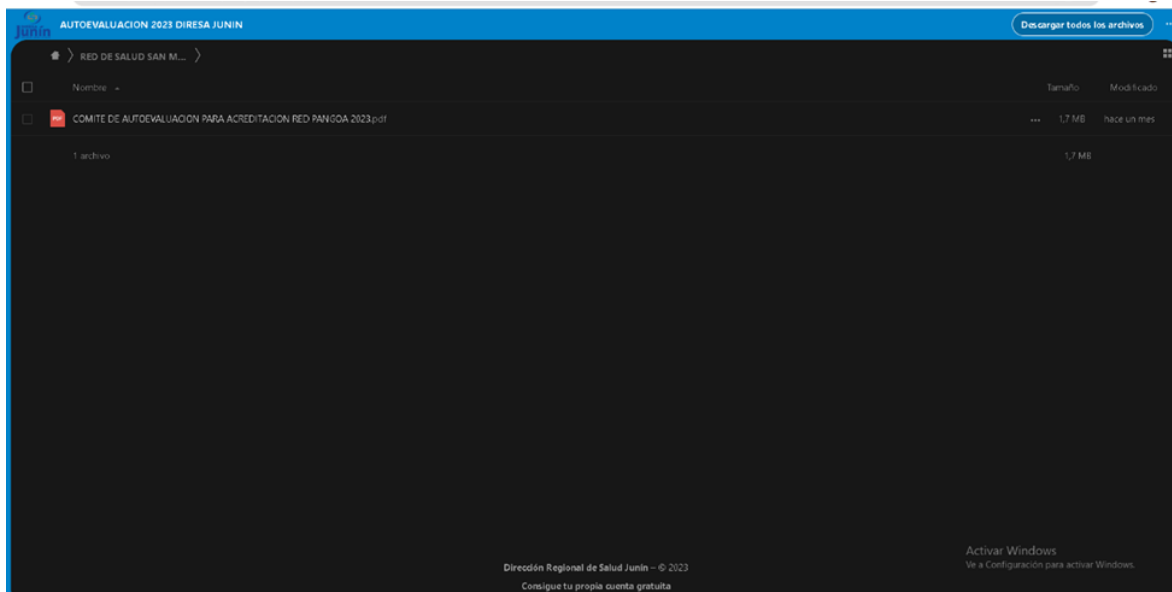 Junín
AUTOEVALUACION 2023 DIRESA JUNIN
Descargar todos los archivos
RED DE SALUD SAN M...
Nombre
Tamaño
Modificado
PDF
COMITE DE AUTOEVALUACION PARA ACREDITACION RED PANGOA 2023.pdf
1,7 MB
hace un mes
1 archivo
1,7 MB
Activar Windows
Ve a Configuración para activar Windows.
Dirección Regional de Salud Junín – © 2023
Consigue tu propia cuenta gratuita